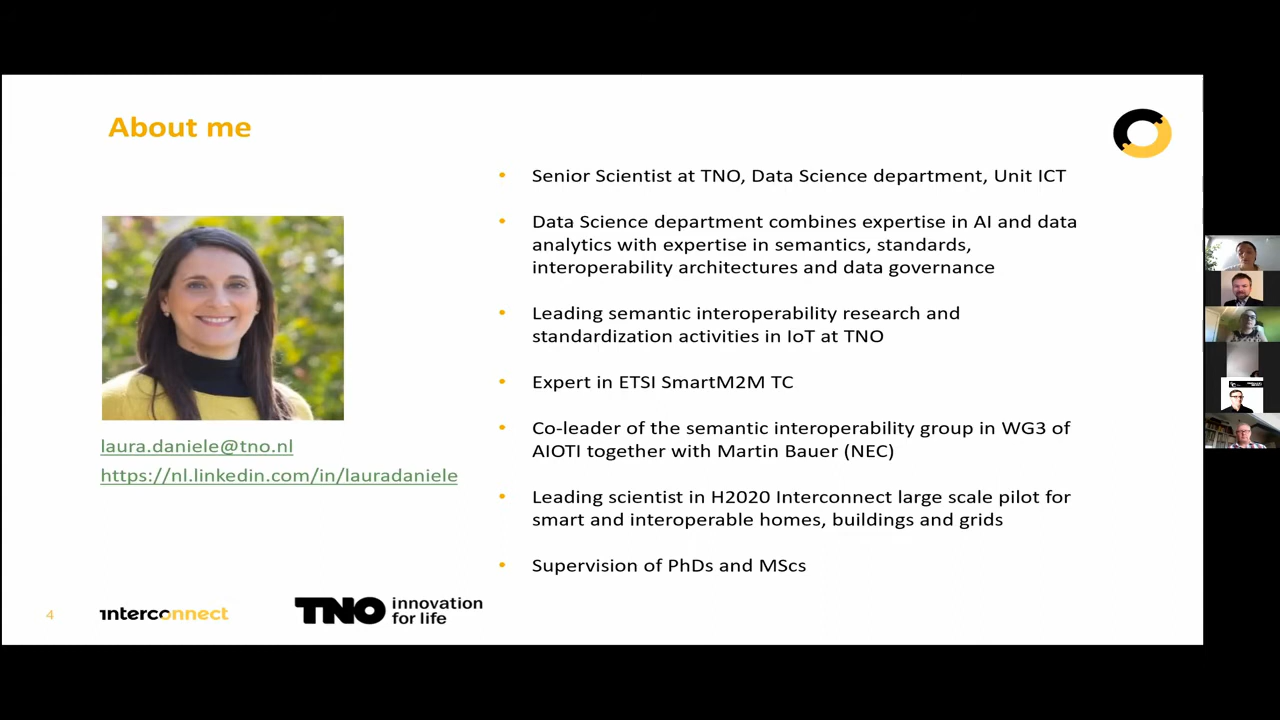 About me
Senior Scientist at TNO, Data Science department, Unit ICT
Data Science department combines expertise in AI and data
analytics with expertise in semantics, standards,
interoperability architectures and data governance
Leading semantic interoperability research and
standardization activities in IoT at TNO
Expert in ETSI SmartM2M TC
Co-leader of the semantic interoperability group in WG3 of
AIOTI together with Martin Bauer (NEC)
Leading scientist in H2020 Interconnect large scale pilot for
smart and interoperable homes, buildings and grids
Supervision of PhDs and MScs
laura.daniele@tno.nl
https://nl.linkedin.com/in/lauradaniele
4
interconnect
TNO innovation
for life